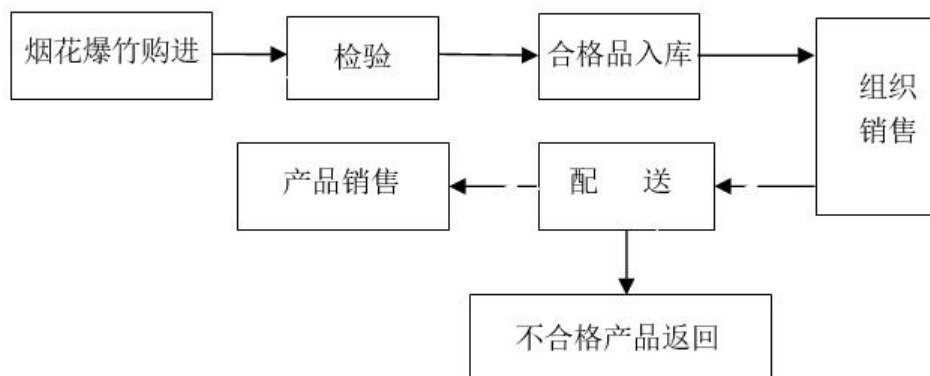 烟花爆竹购进
检验
合格品入库
组织
销售
产品销售
配 送
不合格产品返回